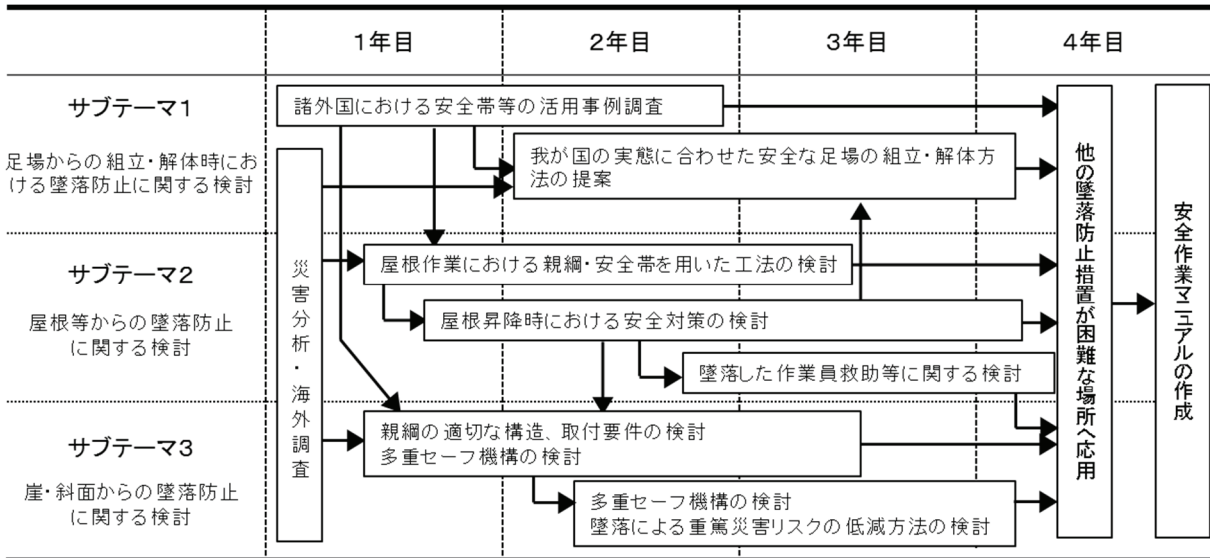 1年目
2年目
3年目
4年目
サブテーマ1
足場からの組立・解体時にお
ける墜落防止に関する検討
諸外国における安全帯等の活用事例調査
我が国の実態に合わせた安全な足場の組立・解体方
法の提案
災害分析・海外調査
サブテーマ2
屋根等からの墜落防止
に関する検討
屋根作業における親綱・安全帯を用いた工法の検討
屋根昇降時における安全対策の検討
墜落した作業員救助等に関する検討
サブテーマ3
崖・斜面からの墜落防止
に関する検討
親綱の適切な構造、取付要件の検討
多重セーフ機構の検討
多重セーフ機構の検討
墜落による重篤災害リスクの低減方法の検討
他の墜落防止措置が困難な場所へ応用
安全作業マニュアルの作成